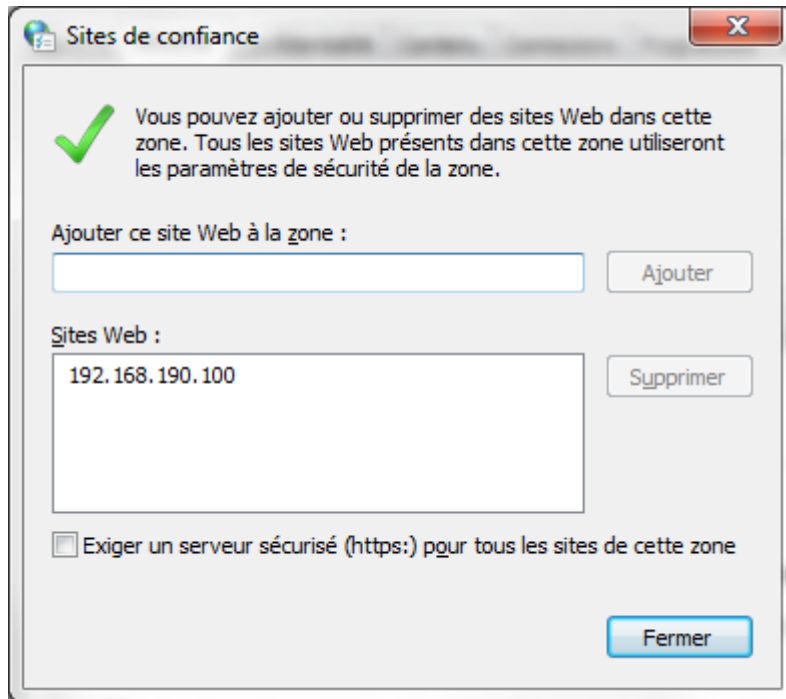 Sites de confiance
Vous pouvez ajouter ou supprimer des sites Web dans cette
zone. Tous les sites Web présents dans cette zone utiliseront
les paramètres de sécurité de la zone.
Ajouter ce site Web à la zone :
Ajouter
Sites Web :
192.168.190.100
Supprimer
Exiger un serveur sécurisé (https:) pour tous les sites de cette zone
Fermer